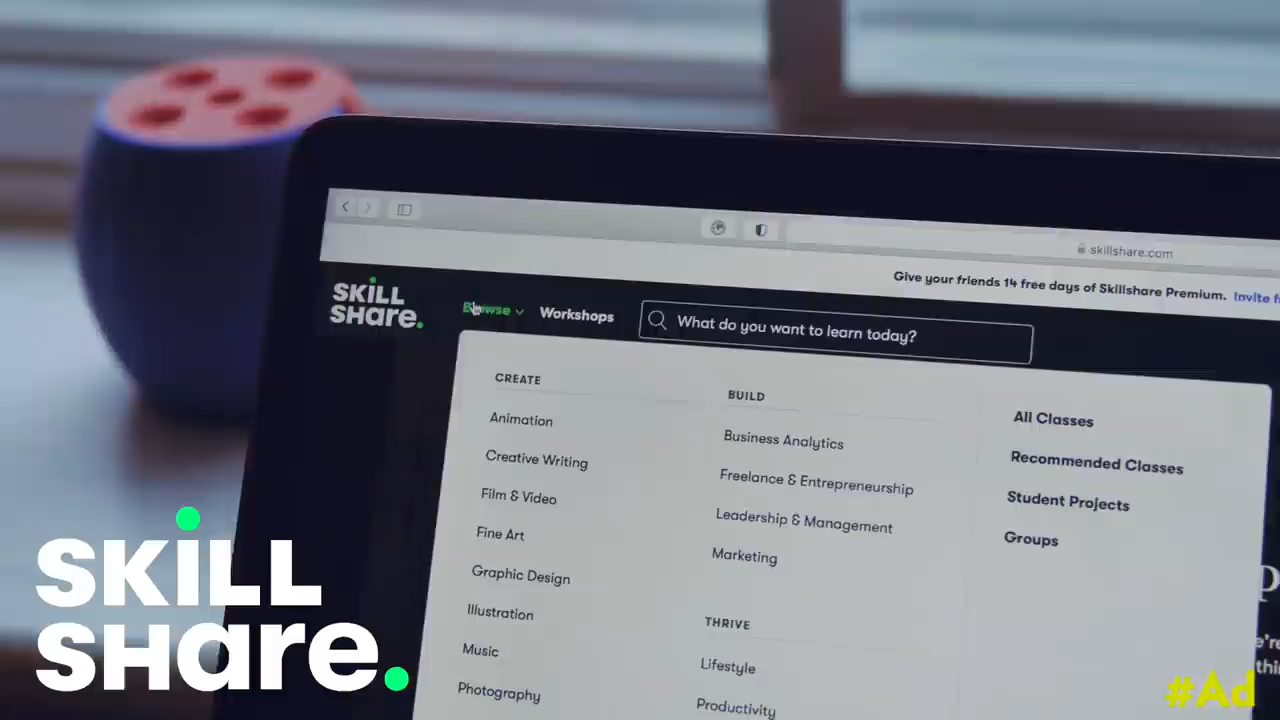 skillshare.com
Give your friends 14 free days of Skillshare Premium. Invite
SKILL
SHare.
Browse
Workshops
What do you want to learn today?
CREATE
Animation
Creative Writing
Film & Video
Fine Art
Graphic Design
Illustration
Music
Photography
BUILD
Business Analytics
Freelance & Entrepreneurship
Leadership & Management
Marketing
THRIVE
Lifestyle
Productivity
All Classes
Recommended Classes
Student Projects
Groups
SKILL
SHare.
#Ad